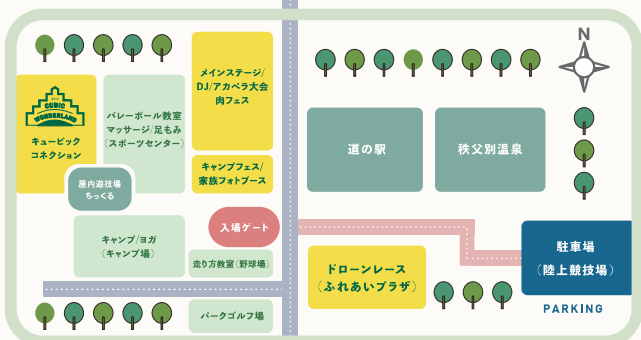 N
メインステージ/
DJ/アカペラ大会
肉フェス
CUBIC
WONDERLAND
キュービック
コネクション
バレーボール教室
マッサージ/足もみ
(スポーツセンター)
道の駅
秩父別温泉
キャンプフェス/
家族フォトブース
屋内遊技場
ちっくる
入場ゲート
キャンプ/ヨガ
(キャンプ場)
走り方教室(野球場)
ドローンレース
(ふれあいプラザ)
駐車場
(陸上競技場)
PARKING
パークゴルフ場